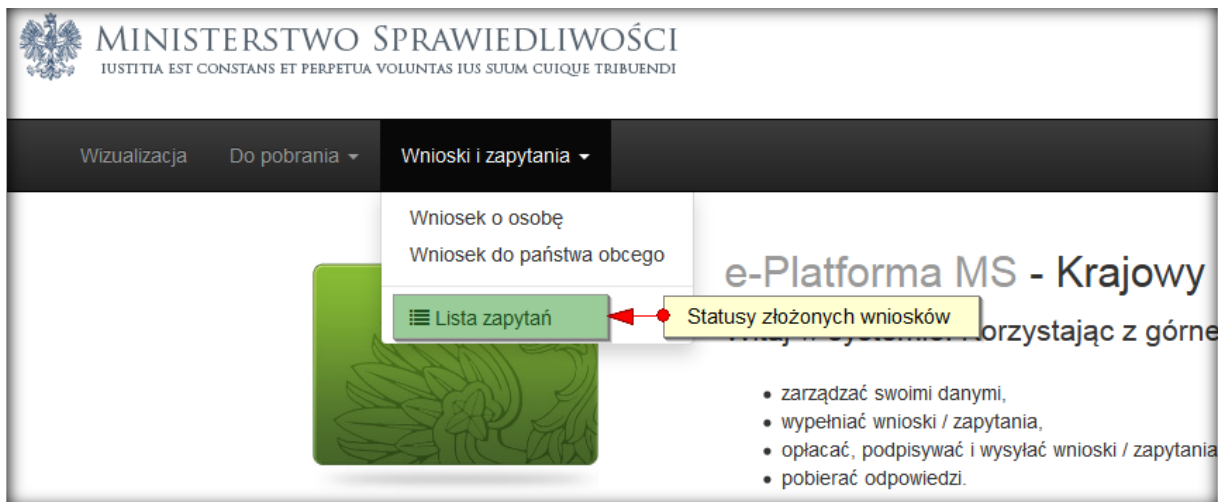 MINISTERSTWO SPRAWIEDLIWOŚCI
IUSTITIA EST CONSTANS ET PERPETUA VOLUNTAS IUS SUUM CUIQUE TRIBUENDI
Wizualizacja Do pobrania Wnioski i zapytania
Wniosek o osobę
Wniosek do państwa obcego
e-Platforma MS - Krajowy
Lista zapytań
Statusy złożonych wniosków
korzystając z górne
• zarządzać swoimi danymi,
• wypełniać wnioski / zapytania,
• opłacać, podpisywać i wysyłać wnioski / zapytania
• pobierać odpowiedzi.